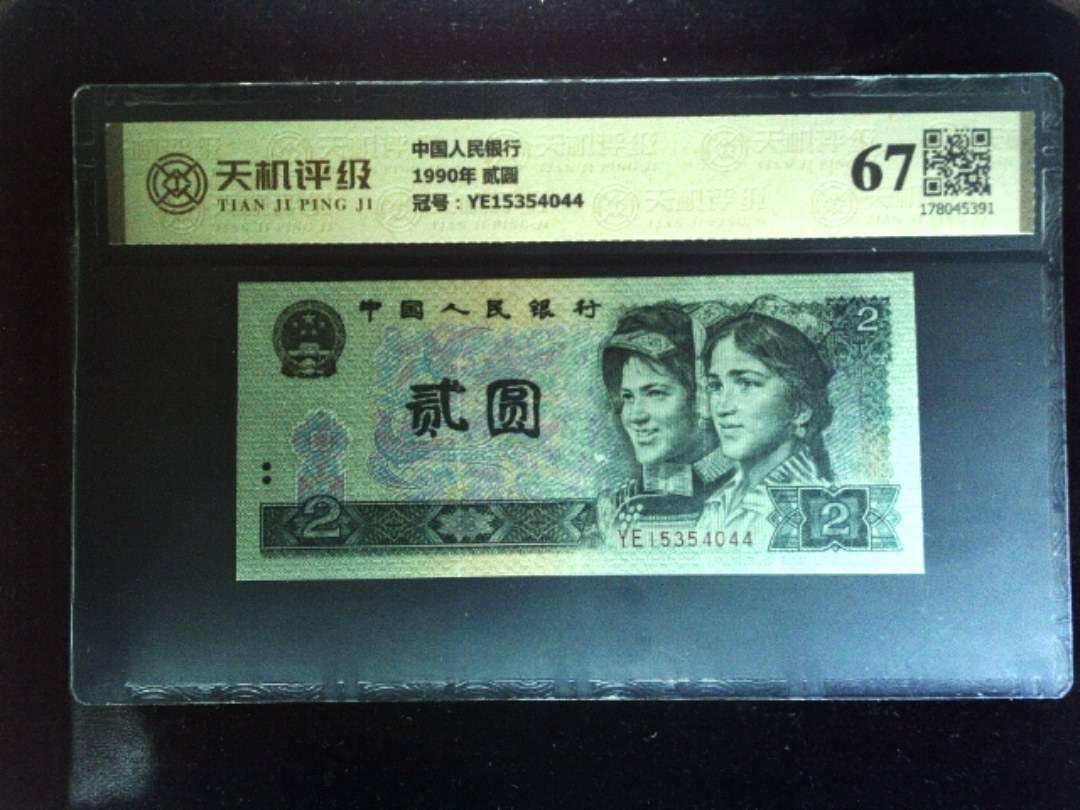 天机评级
TIAN JI PING JI
中国人民银行
1990年 贰圆
冠号：YE15354044
67
178045391
中国人民银行
2
贰圆
2
YE15354044
2